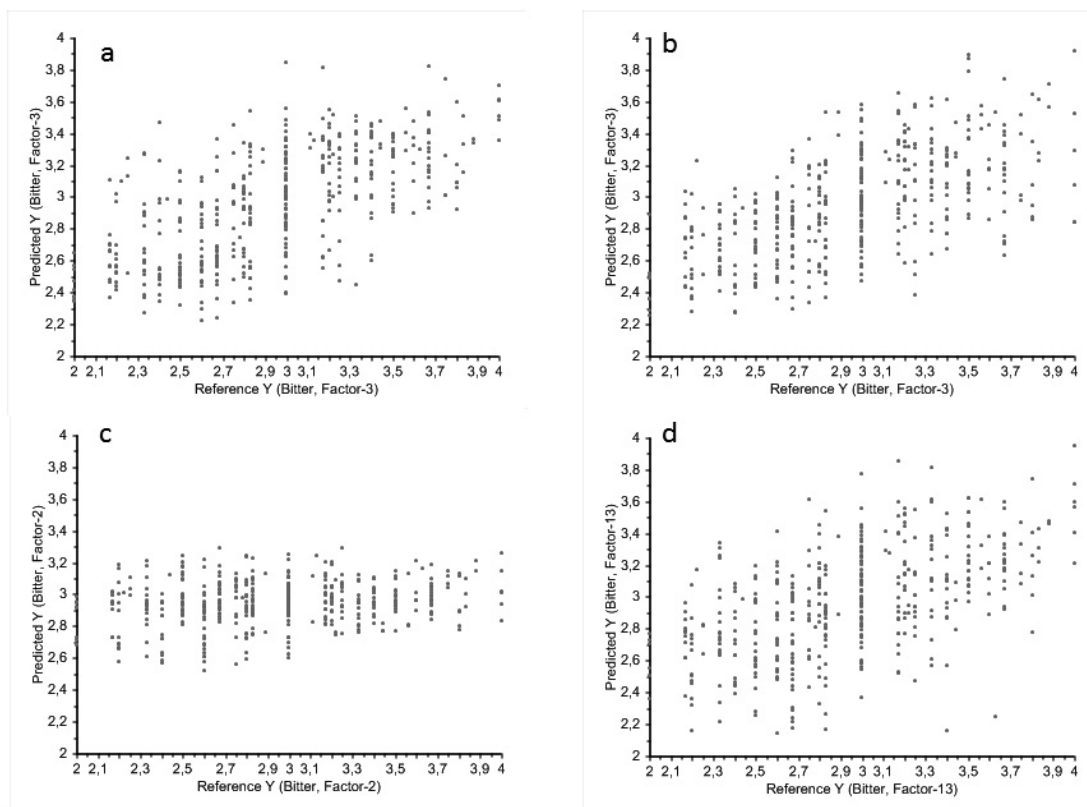 a
4
3,8
3,6
3,4
3,2
3
2,8
2,6
2,4
2,2
2
Predicted Y (Bitter, Factor-3)
2 2,1 2,3 2,5 2,7 2,9 3 3,1 3,3 3,5 3,7 3,9 4
Reference Y (Bitter, Factor-3)
b
4
3,8
3,6
3,4
3,2
3
2,8
2,6
2,4
2,2
2
Predicted Y (Bitter, Factor-3)
2 2,1 2,3 2,5 2,7 2,9 3 3,1 3,3 3,5 3,7 3,9 4
Reference Y (Bitter, Factor-3)
c
4
3,8
3,6
3,4
3,2
3
2,8
2,6
2,4
2,2
2
Predicted Y (Bitter, Factor-2)
2 2,1 2,3 2,5 2,7 2,9 3 3,1 3,3 3,5 3,7 3,9 4
Reference Y (Bitter, Factor-2)
d
4
3,8
3,6
3,4
3,2
3
2,8
2,6
2,4
2,2
2
Predicted Y (Bitter, Factor-13)
2 2,1 2,3 2,5 2,7 2,9 3 3,1 3,3 3,5 3,7 3,9 4
Reference Y (Bitter, Factor-13)